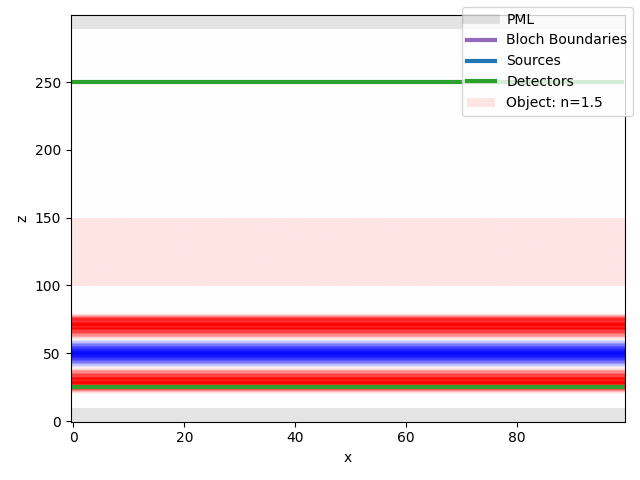 PML
Bloch Boundaries
Sources
Detectors
Object: n=1.5
250
200
150
100
50
0
z
0 20 40 60 80
x